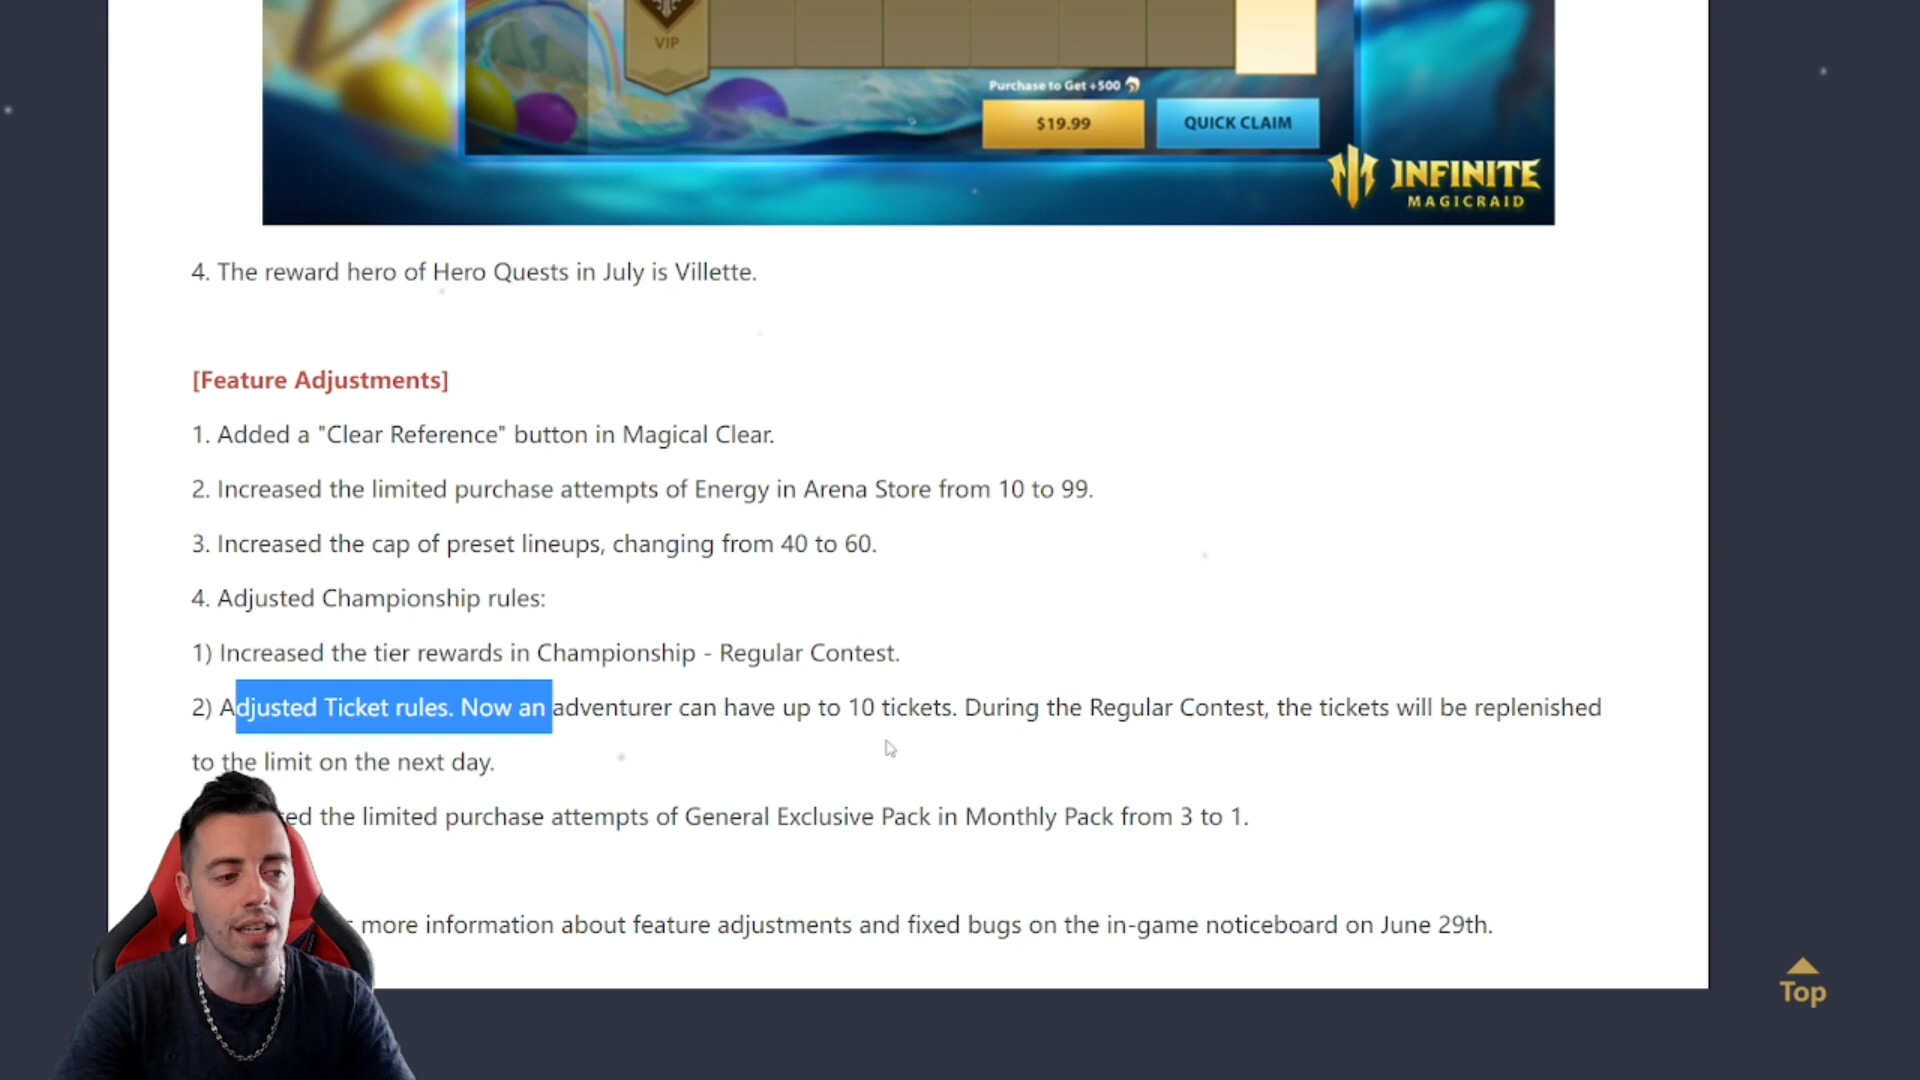 VIP
Purchase to Get +500
$19.99
QUICK CLAIM
INFINITE
MAGICRAID
4. The reward hero of Hero Quests in July is Villette.
[Feature Adjustments]
1. Added a "Clear Reference" button in Magical Clear.
2. Increased the limited purchase attempts of Energy in Arena Store from 10 to 99.
3. Increased the cap of preset lineups, changing from 40 to 60.
4. Adjusted Championship rules:
1) Increased the tier rewards in Championship - Regular Contest.
2) Adjusted Ticket rules. Now an adventurer can have up to 10 tickets. During the Regular Contest, the tickets will be replenished
to the limit on the next day.
the limited purchase attempts of General Exclusive Pack in Monthly Pack from 3 to 1.
more information about feature adjustments and fixed bugs on the in-game noticeboard on June 29th.
Top